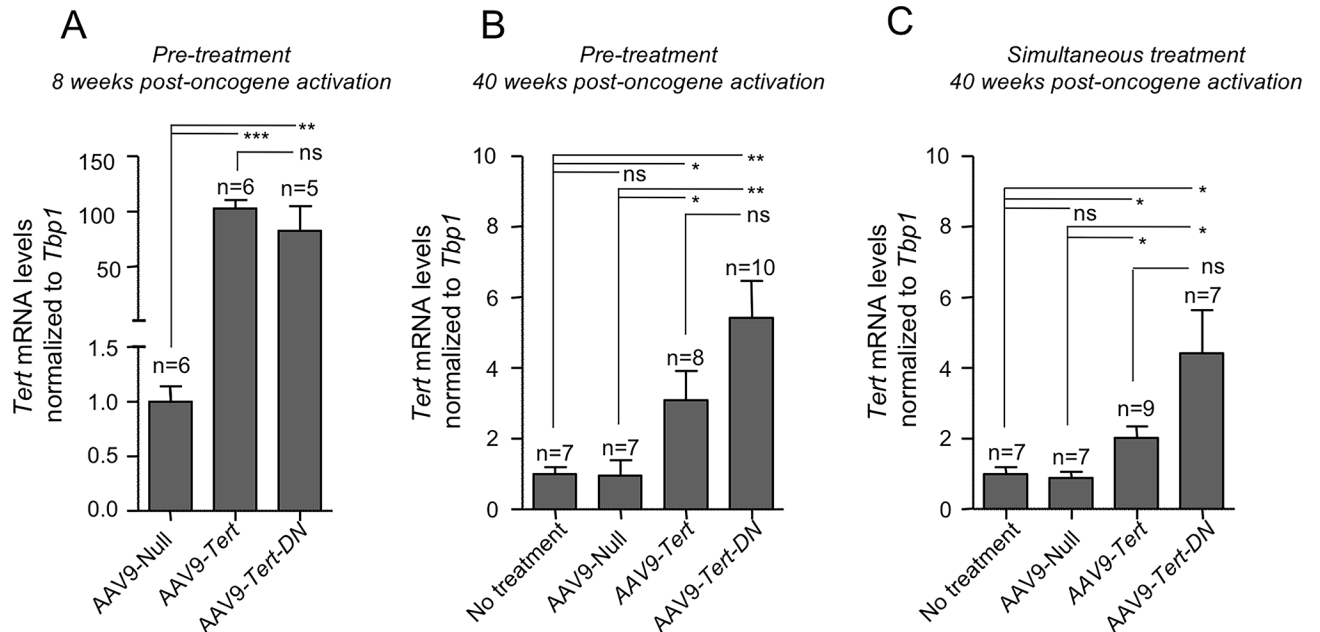 A
Pre-treatment
8 weeks post-oncogene activation
**
***
ns
Tert mRNA levels
normalized to Tbp1
150
100
50
1.5
1.0
0.5
0.0
n=6
n=6
n=5
AAV9-Null
AAV9-Tert
AAV9-Tert-DN
B
Pre-treatment
40 weeks post-oncogene activation
**
*
ns
**
*
ns
Tert mRNA levels
normalized to Tbp1
10
8
6
4
2
0
n=7
n=7
n=8
n=10
No treatment
AAV9-Null
AAV9-Tert
AAV9-Tert-DN
C
Simultaneous treatment
40 weeks post-oncogene activation
*
*
ns
*
*
ns
Tert mRNA levels
normalized to Tbp1
10
8
6
4
2
0
n=7
n=7
n=9
n=7
No treatment
AAV9-Null
AAV9-Tert
AAV9-Tert-DN